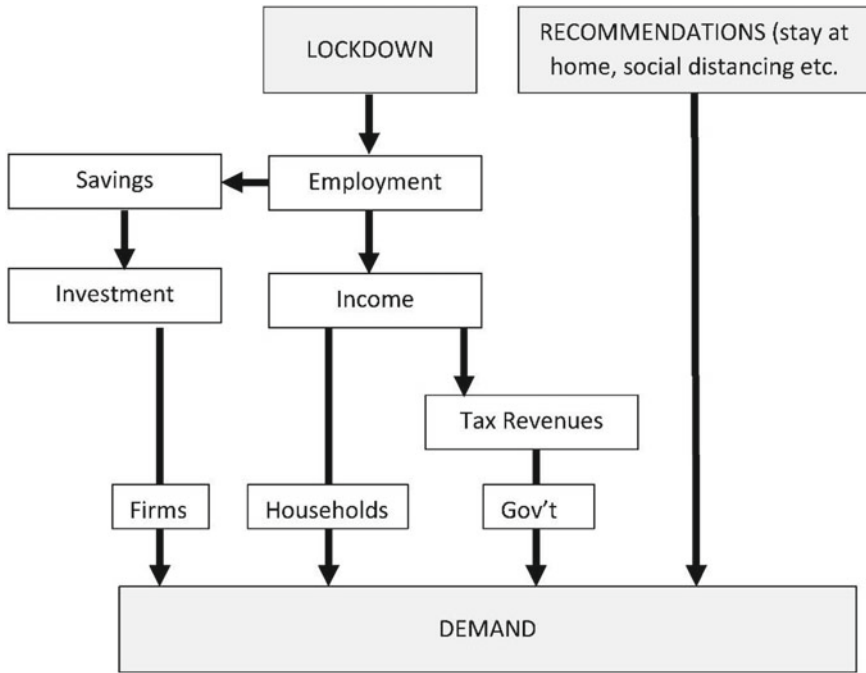 LOCKDOWN
RECOMMENDATIONS (stay at
home, social distancing etc.
Savings
Employment
Investment
Income
Tax Revenues
Firms
Households
Gov't
DEMAND